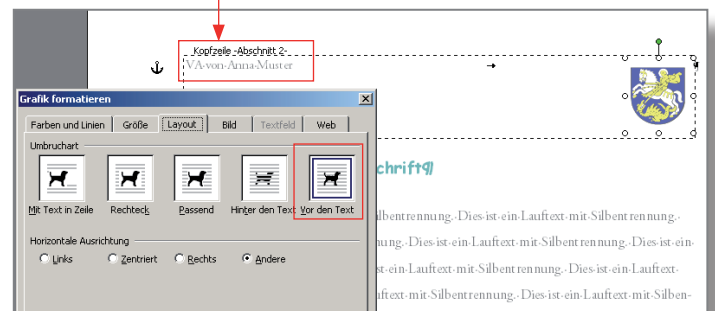 Kopfzeile -Abschnitt 2-
VA·von·Anna·Muster
Grafik formatieren
Farben und Linien Größe Layout Bild Textfeld Web
Umbruchart
Mit Text in Zeile Rechteck Passend Hinter den Text Vor den Text
Horizontale Ausrichtung
Links Zentriert Rechts Andere
chrift¶
lbentrennung.·Dies·ist·ein·Lauftext·mit·Silbentrennung.·
nung.·Dies·ist·ein·Lauftext·mit·Silbentrennung.·Dies·ist·ein·
st·ein·Lauftext·mit·Silbentrennung.·Dies·ist·ein·Lauftext·
uftext·mit·Silbentrennung.·Dies·ist·ein·Lauftext·mit·Silben-